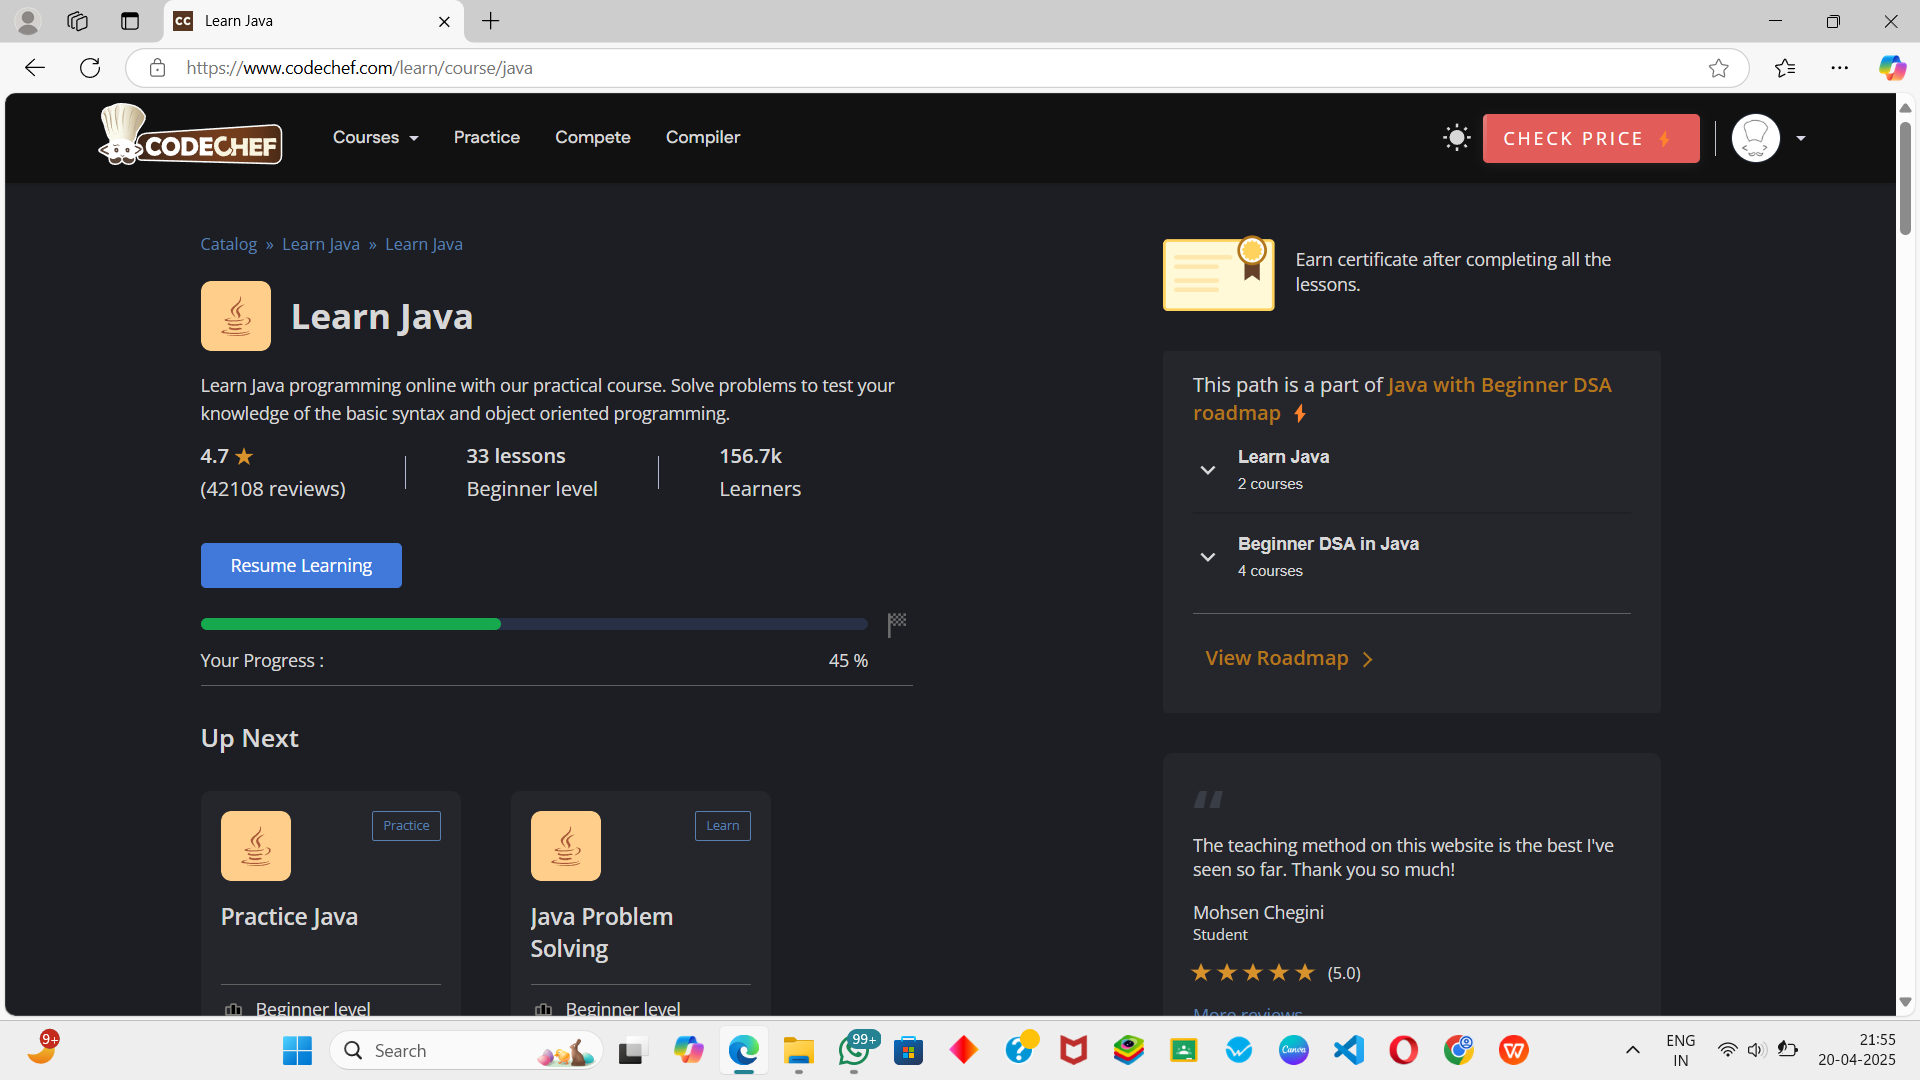 CC Learn Java
https://www.codechef.com/learn/course/java
CODECHEF
Courses Practice Compete Compiler
CHECK PRICE
Catalog » Learn Java » Learn Java
Learn Java
Learn Java programming online with our practical course. Solve problems to test your
knowledge of the basic syntax and object oriented programming.
4.7
(42108 reviews)
33 lessons
Beginner level
156.7k
Learners
Resume Learning
Your Progress : 45 %
Up Next
Practice
Practice Java
Beginner level
Learn
Java Problem
Solving
Beginner level
Earn certificate after completing all the
lessons.
This path is a part of Java with Beginner DSA
roadmap
Learn Java
2 courses
Beginner DSA in Java
4 courses
View Roadmap
The teaching method on this website is the best I've
seen so far. Thank you so much!
Mohsen Chegini
Student
(5.0)
More reviews
9+
Search
99+
Canva
ENG
IN
21:55
20-04-2025